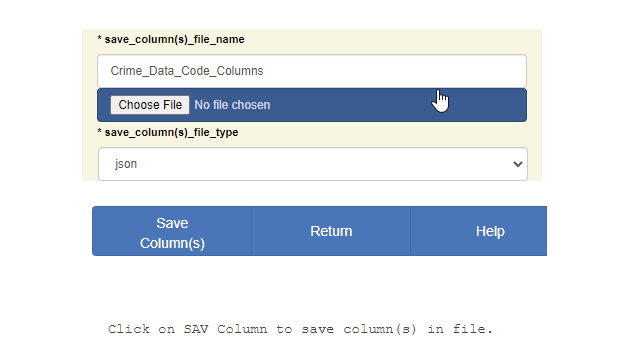 * save_column(s)_file_name
Crime_Data_Code_Columns
Choose File No file chosen
* save_column(s)_file_type
json
Save
Column(s)
Return
Help
Click on SAV Column to save column(s) in file.